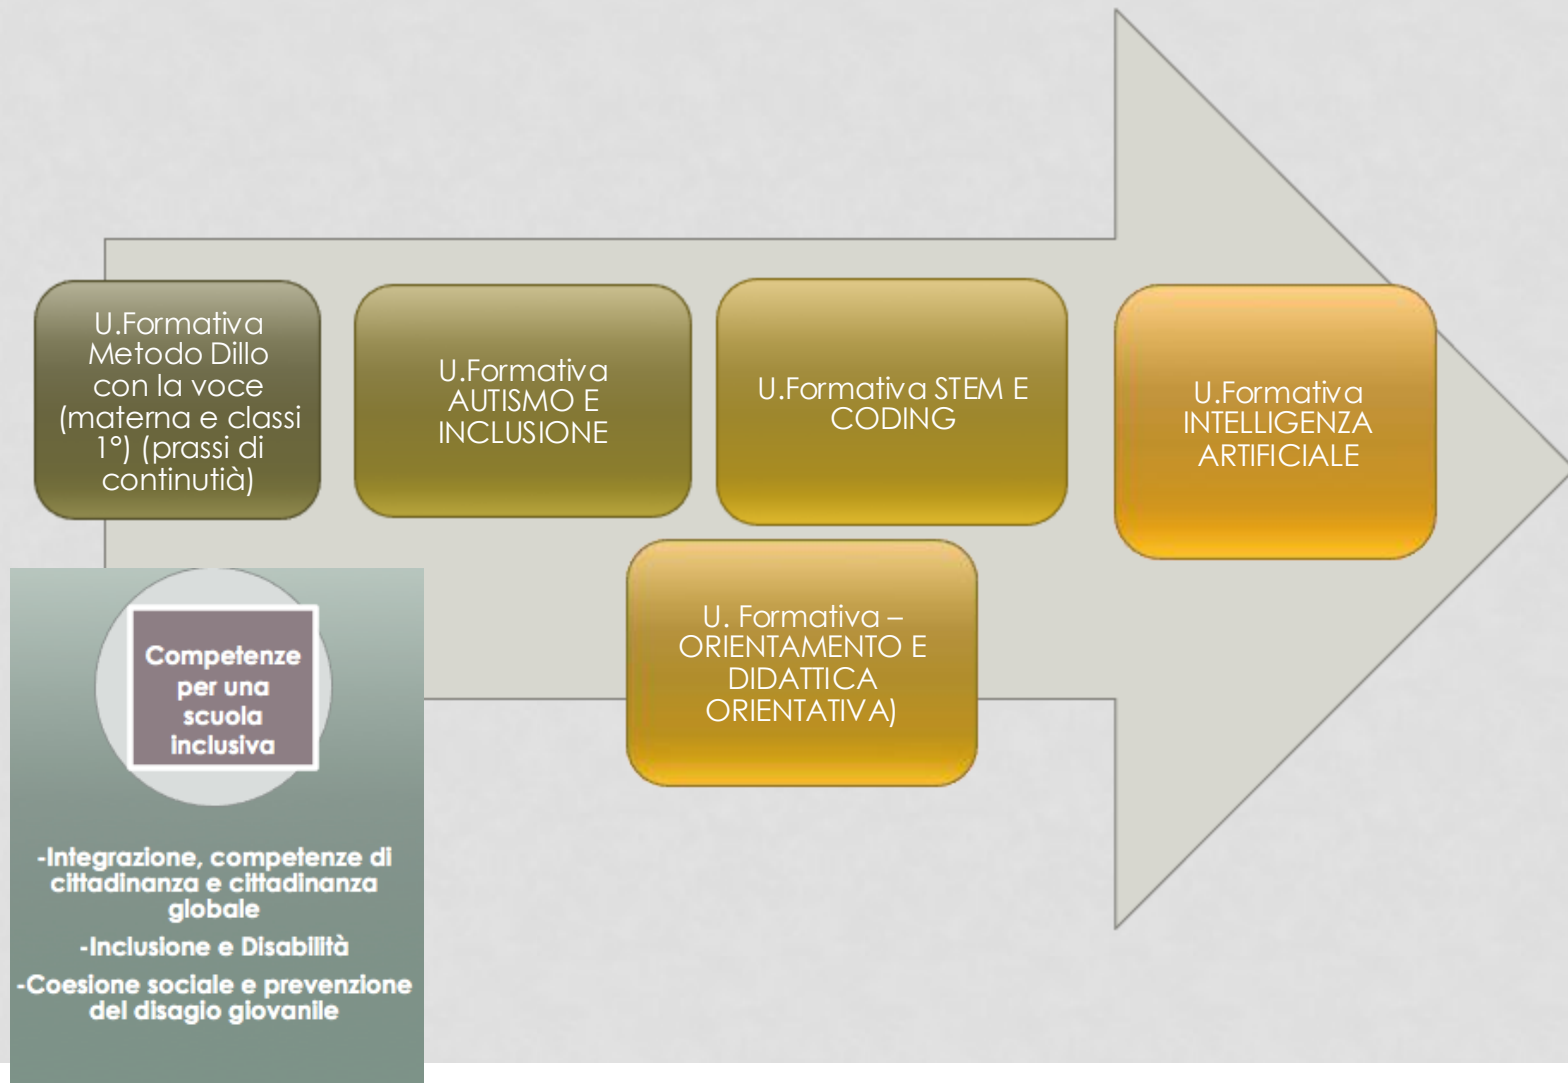 U.Formativa
Metodo Dillo
con la voce
(materna e classi
1°) (prassi di
continutià)
U.Formativa
AUTISMO E
INCLUSIONE
U.Formativa STEM E
CODING
U.Formativa
INTELLIGENZA
ARTIFICIALE
U. Formativa –
ORIENTAMENTO E
DIDATTICA
ORIENTATIVA)
Competenze
per una
scuola
inclusiva
-Integrazione, competenze di
cittadinanza e cittadinanza
globale
-Inclusione e Disabilità
-Coesione sociale e prevenzione
del disagio giovanile